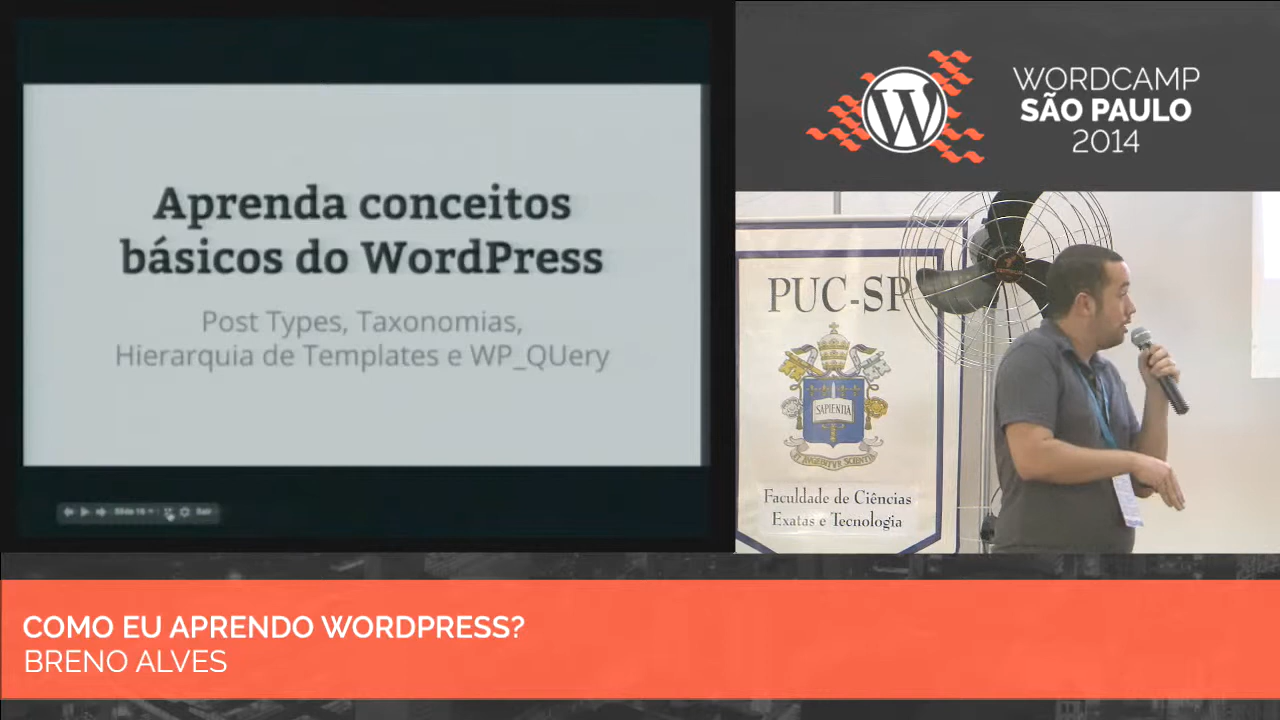 Aprenda conceitos
básicos do WordPress
Post Types, Taxonomias,
Hierarquia de Templates e WP_QUery
Sair
WORDCAMP
SÃO PAULO
2014
PUC-SP
SAPIENTIA
Faculdade de Ciências
Exatas e Tecnologia
COMO EU APRENDO WORDPRESS?
BRENO ALVES